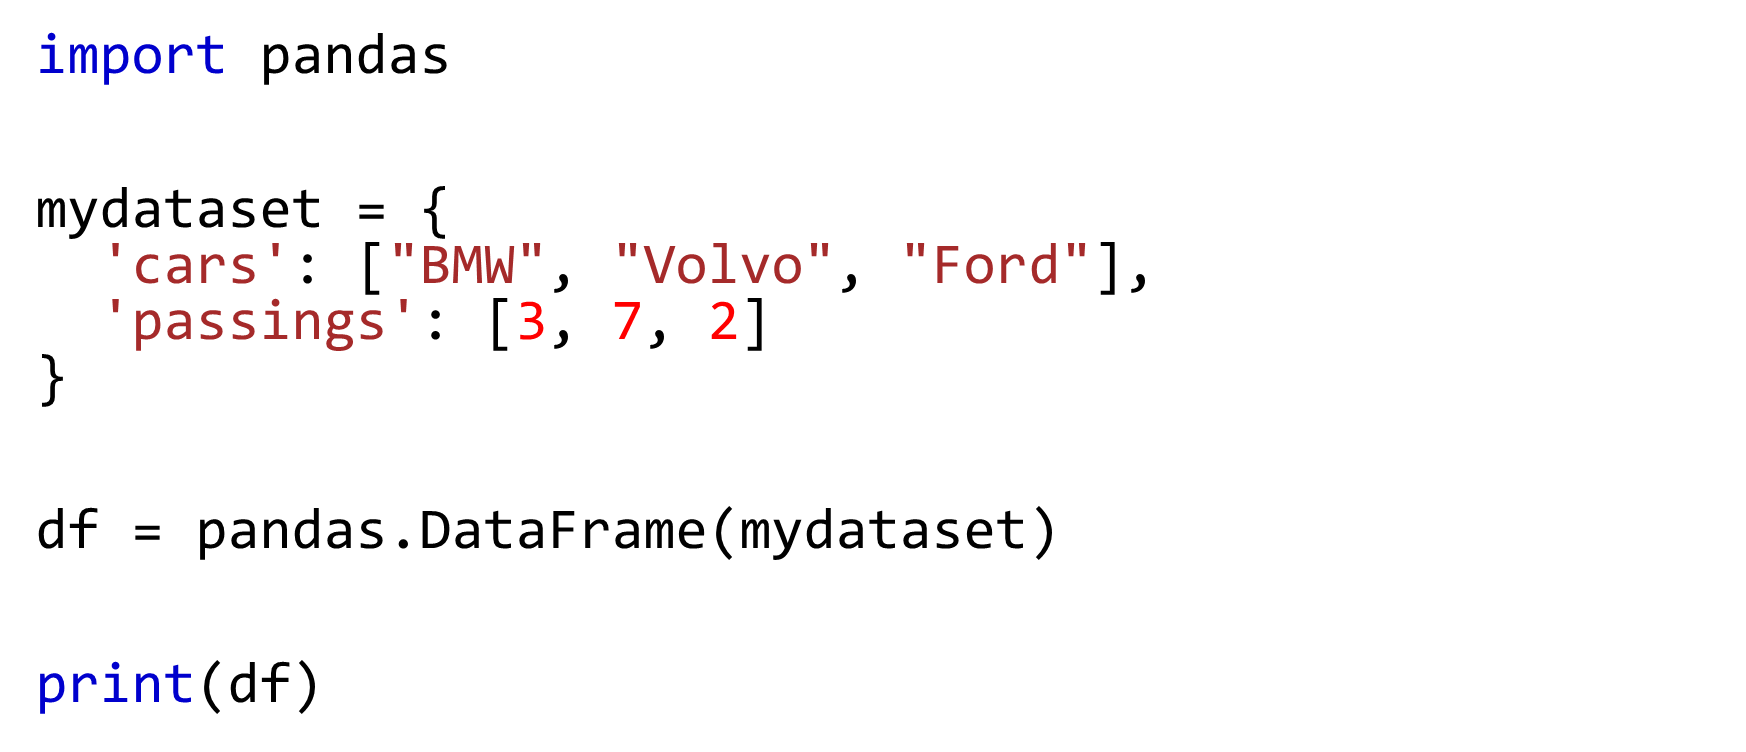 import pandas
mydataset = {
  'cars': ["BMW", "Volvo", "Ford"],
  'passings': [3, 7, 2]
}
df = pandas.DataFrame(mydataset)
print(df)